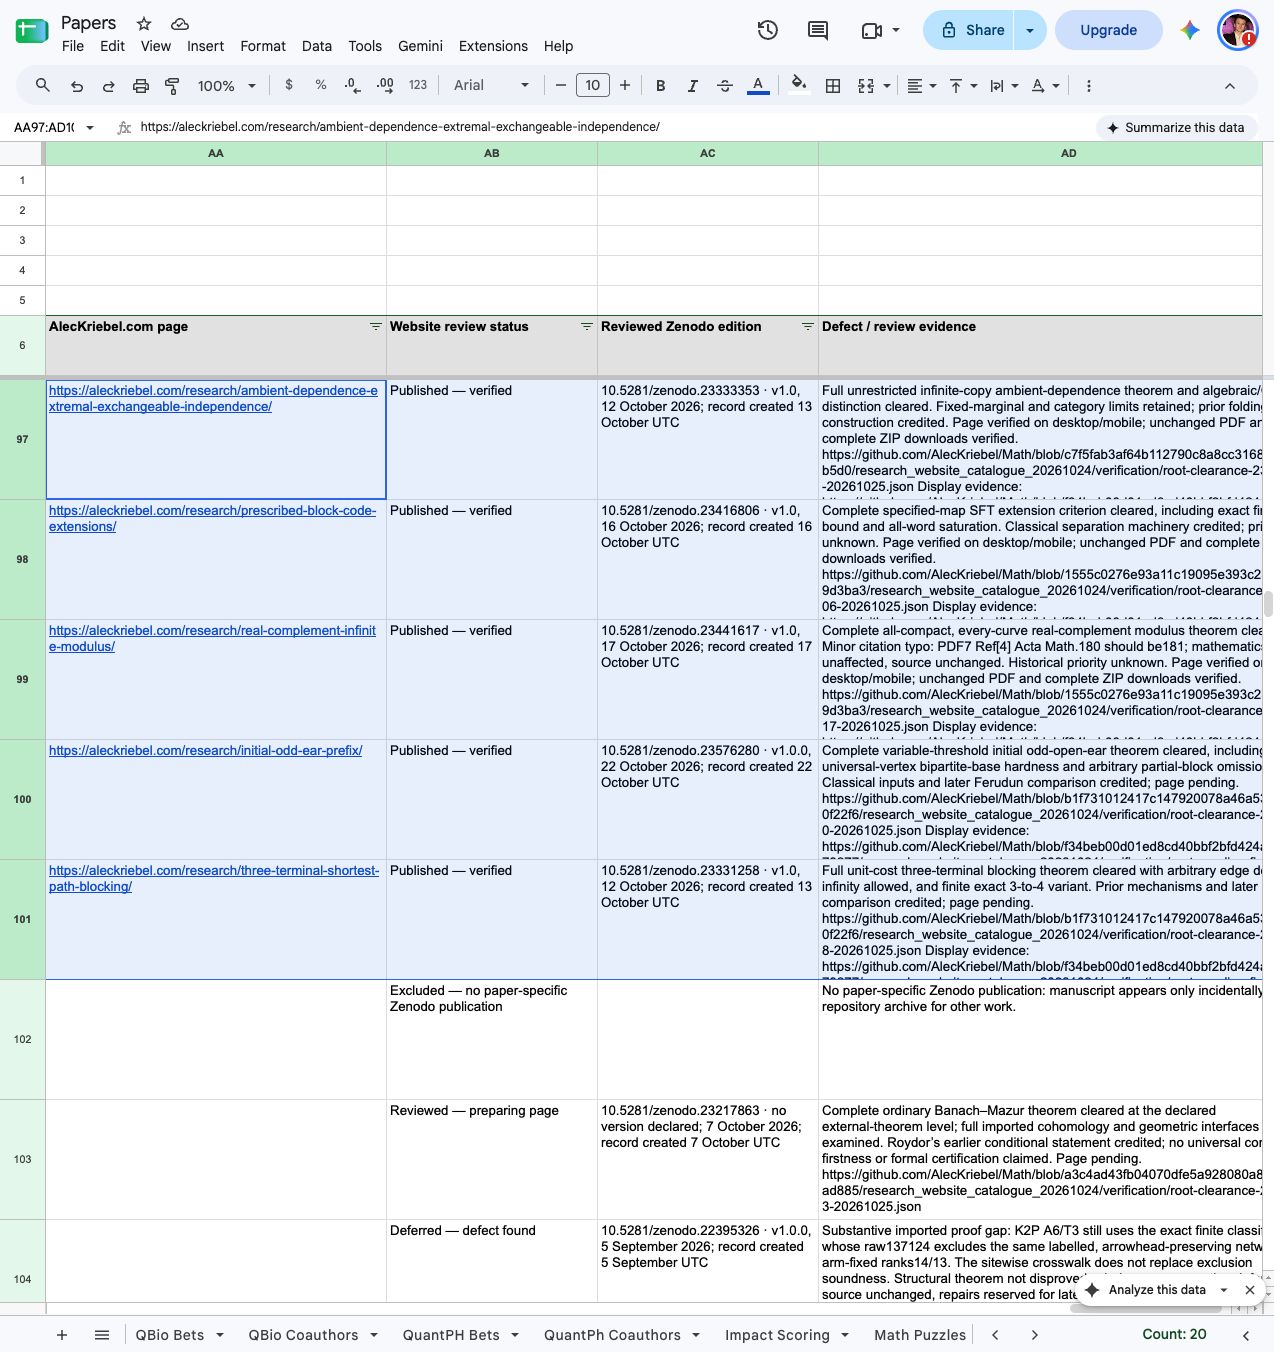 Papers
File Edit View Insert Format Data Tools Gemini Extensions Help
Share
Upgrade
100% $ % .0 .00 123 Arial 10 B I A
AA97:AD10 fx https://aleckriebel.com/research/ambient-dependence-extremal-exchangeable-independence/
Summarize this data
AA AB AC AD
1
2
3
4
5
6
AlecKriebel.com page
Website review status
Reviewed Zenodo edition
Defect / review evidence
97
https://aleckriebel.com/research/ambient-dependence-e
xtremal-exchangeable-independence/
Published — verified
10.5281/zenodo.23333353 · v1.0,
12 October 2026; record created 13
October UTC
Full unrestricted infinite-copy ambient-dependence theorem and algebraic/
distinction cleared. Fixed-marginal and category limits retained; prior folding
construction credited. Page verified on desktop/mobile; unchanged PDF an
complete ZIP downloads verified.
https://github.com/AlecKriebel/Math/blob/c7f5fab3af64b112790c8a8cc3168
b5d0/research_website_catalogue_20261024/verification/root-clearance-23
-20261025.json Display evidence:
98
https://aleckriebel.com/research/prescribed-block-code-
extensions/
Published — verified
10.5281/zenodo.23416806 · v1.0,
16 October 2026; record created 16
October UTC
Complete specified-map SFT extension criterion cleared, including exact fi
bound and all-word saturation. Classical separation machinery credited; pri
unknown. Page verified on desktop/mobile; unchanged PDF and complete
downloads verified.
https://github.com/AlecKriebel/Math/blob/1555c0276e93a11c19095e393c2
9d3ba3/research_website_catalogue_20261024/verification/root-clearance
06-20261025.json Display evidence:
99
https://aleckriebel.com/research/real-complement-infinit
e-modulus/
Published — verified
10.5281/zenodo.23441617 · v1.0,
17 October 2026; record created 17
October UTC
Complete all-compact, every-curve real-complement modulus theorem clea
Minor citation typo: PDF7 Ref[4] Acta Math.180 should be181; mathematic
unaffected, source unchanged. Historical priority unknown. Page verified o
desktop/mobile; unchanged PDF and complete ZIP downloads verified.
https://github.com/AlecKriebel/Math/blob/1555c0276e93a11c19095e393c2
9d3ba3/research_website_catalogue_20261024/verification/root-clearance
17-20261025.json Display evidence:
100
https://aleckriebel.com/research/initial-odd-ear-prefix/
Published — verified
10.5281/zenodo.23576280 · v1.0.0,
22 October 2026; record created 22
October UTC
Complete variable-threshold initial odd-open-ear theorem cleared, including
universal-vertex bipartite-base hardness and arbitrary partial-block omissio
Classical inputs and later Ferudun comparison credited; page pending.
https://github.com/AlecKriebel/Math/blob/b1f731012417c147920078a46a53
0f22f6/research_website_catalogue_20261024/verification/root-clearance-2
0-20261025.json Display evidence:
https://github.com/AlecKriebel/Math/blob/f34beb00d01ed8cd40bbf2bfd424a
101
https://aleckriebel.com/research/three-terminal-shortest-
path-blocking/
Published — verified
10.5281/zenodo.23331258 · v1.0,
12 October 2026; record created 13
October UTC
Full unit-cost three-terminal blocking theorem cleared with arbitrary edge d
infinity allowed, and finite exact 3-to-4 variant. Prior mechanisms and later
comparison credited; page pending.
https://github.com/AlecKriebel/Math/blob/b1f731012417c147920078a46a53
0f22f6/research_website_catalogue_20261024/verification/root-clearance-2
8-20261025.json Display evidence:
https://github.com/AlecKriebel/Math/blob/f34beb00d01ed8cd40bbf2bfd424a
102
Excluded — no paper-specific
Zenodo publication
No paper-specific Zenodo publication: manuscript appears only incidentally
repository archive for other work.
103
Reviewed — preparing page
10.5281/zenodo.23217863 · no
version declared; 7 October 2026;
record created 7 October UTC
Complete ordinary Banach–Mazur theorem cleared at the declared
external-theorem level; full imported cohomology and geometric interfaces
examined. Roydor's earlier conditional statement credited; no universal cor
firstness or formal certification claimed. Page pending.
https://github.com/AlecKriebel/Math/blob/a3c4ad43fb04070dfe5a928080a8
ad885/research_website_catalogue_20261024/verification/root-clearance-2
3-20261025.json
104
Deferred — defect found
10.5281/zenodo.22395326 · v1.0.0,
5 September 2026; record created
5 September UTC
Substantive imported proof gap: K2P A6/T3 still uses the exact finite classi
whose raw137124 excludes the same labelled, arrowhead-preserving netw
arm-fixed ranks14/13. The sitewise crosswalk does not replace exclusion
soundness. Structural theorem not disprove
source unchanged, repairs reserved for late
Analyze this data
QBio Bets QBio Coauthors QuantPH Bets QuantPh Coauthors Impact Scoring Math Puzzles Count: 20